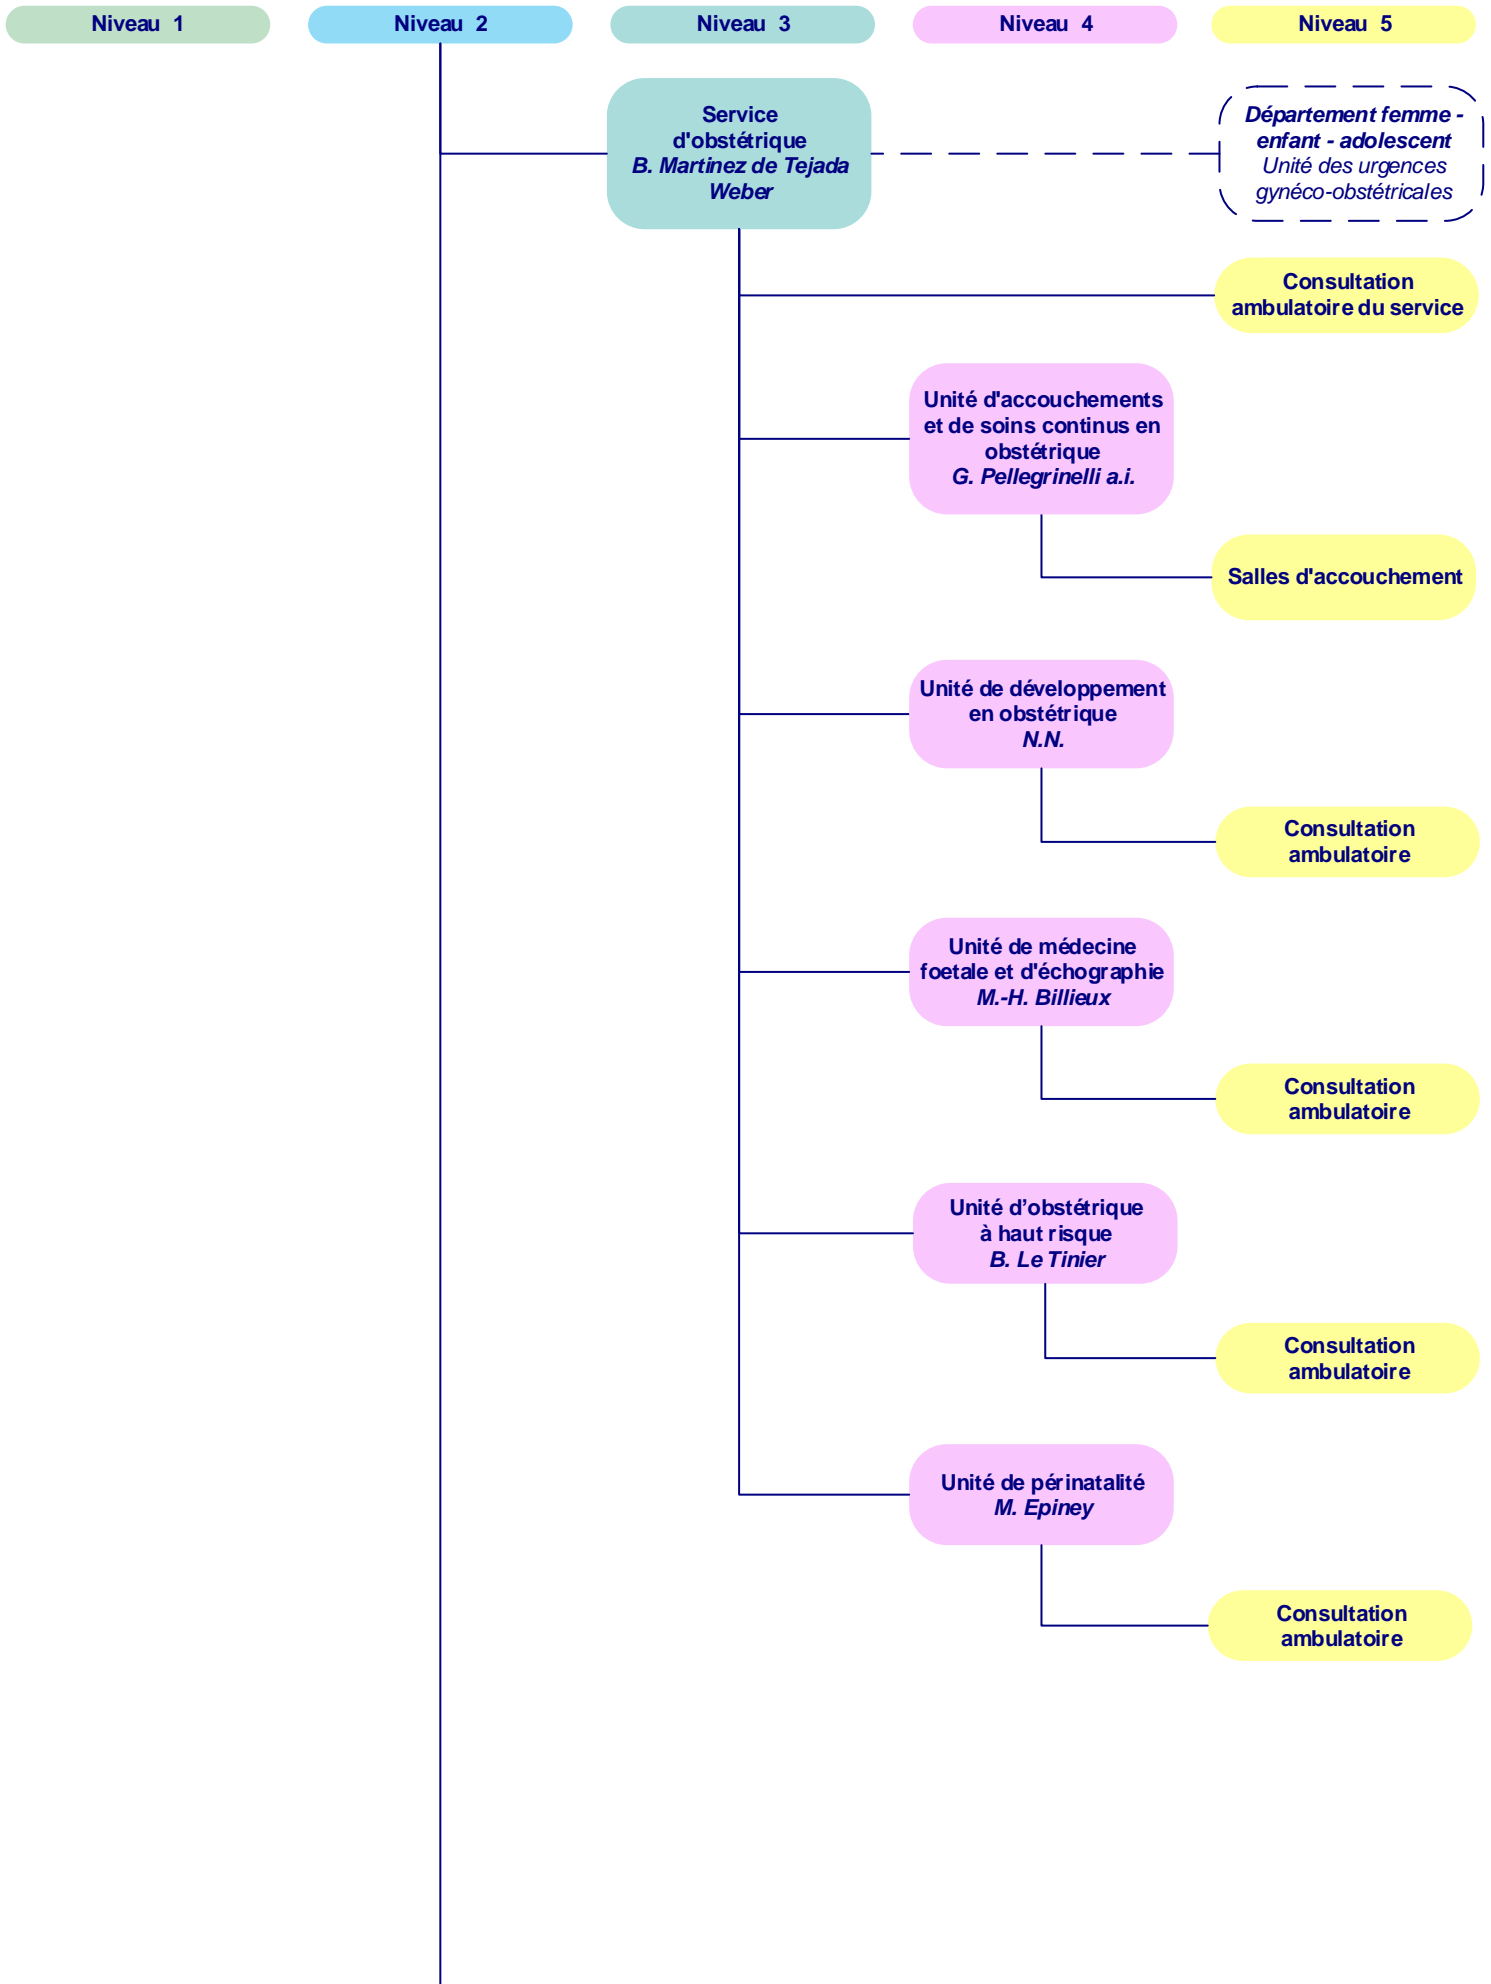 Niveau 1
Niveau 2
Niveau 3
Niveau 4
Niveau 5
Service
d'obstétrique
B. Martinez de Tejada
Weber
Département femme -
enfant - adolescent
Unité des urgences
gynéco-obstétricales
Consultation
ambulatoire du service
Unité d'accouchements
et de soins continus en
obstétrique
G. Pellegrinelli a.i.
Salles d'accouchement
Unité de développement
en obstétrique
N.N.
Consultation
ambulatoire
Unité de médecine
foetale et d'échographie
M.-H. Billieux
Consultation
ambulatoire
Unité d’obstétrique
à haut risque
B. Le Tinier
Consultation
ambulatoire
Unité de périnatalité
M. Epiney
Consultation
ambulatoire